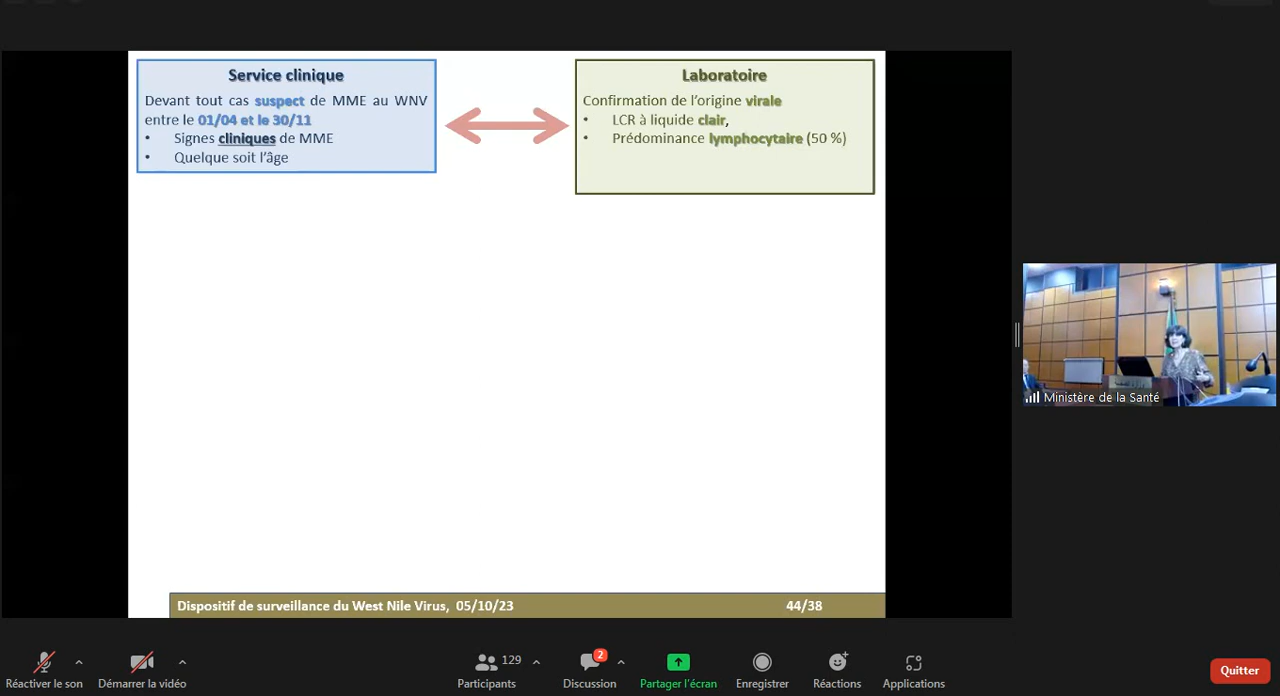 Service clinique
Devant tout cas suspect de MME au WNV
entre le 01/04 et le 30/11
• Signes cliniques de MME
• Quelque soit l'âge
Laboratoire
Confirmation de l'origine virale
• LCR à liquide clair,
• Prédominance lymphocytaire (50 %)
Ministère de la Santé
Dispositif de surveillance du West Nile Virus, 05/10/23 44/38
129
2
Réactiver le son
Démarrer la vidéo
Participants
Discussion
Partager l'écran
Enregistrer
Réactions
Applications
Quitter